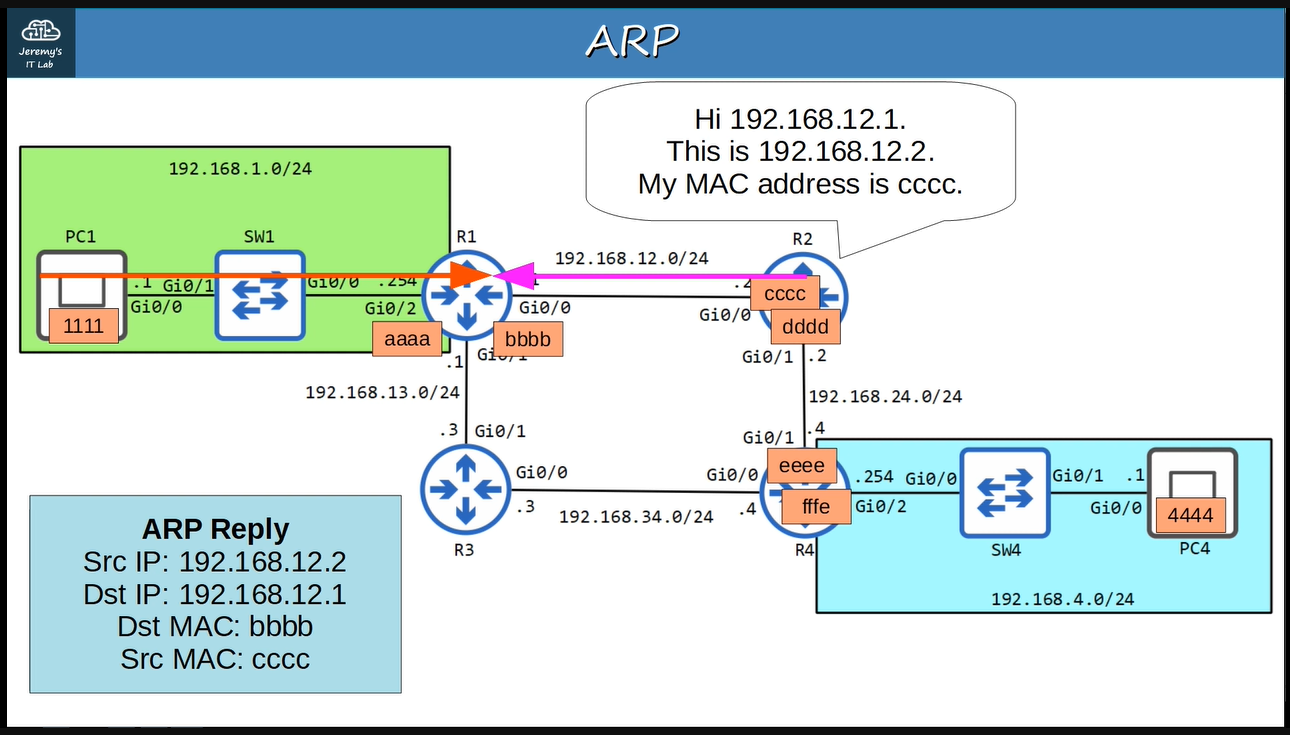 Jeremy's
IT Lab
ARP
Hi 192.168.12.1.
This is 192.168.12.2.
My MAC address is cccc.
192.168.1.0/24
PC1
SW1
R1
192.168.12.0/24
R2
.1
Gi0/1
Gi0/0
.254
.2
Gi0/0
Gi0/2
Gi0/0
Gi0/0
1111
aaaa
bbbb
cccc
dddd
Gi0/1
.1
Gi0/1
.2
192.168.13.0/24
192.168.24.0/24
.3
Gi0/1
Gi0/1
.4
eeee
fffe
Gi0/0
Gi0/0
.3
192.168.34.0/24
.4
R3
R4
.254
Gi0/0
Gi0/2
Gi0/1
.1
Gi0/0
4444
SW4
PC4
192.168.4.0/24
ARP Reply
Src IP: 192.168.12.2
Dst IP: 192.168.12.1
Dst MAC: bbbb
Src MAC: cccc